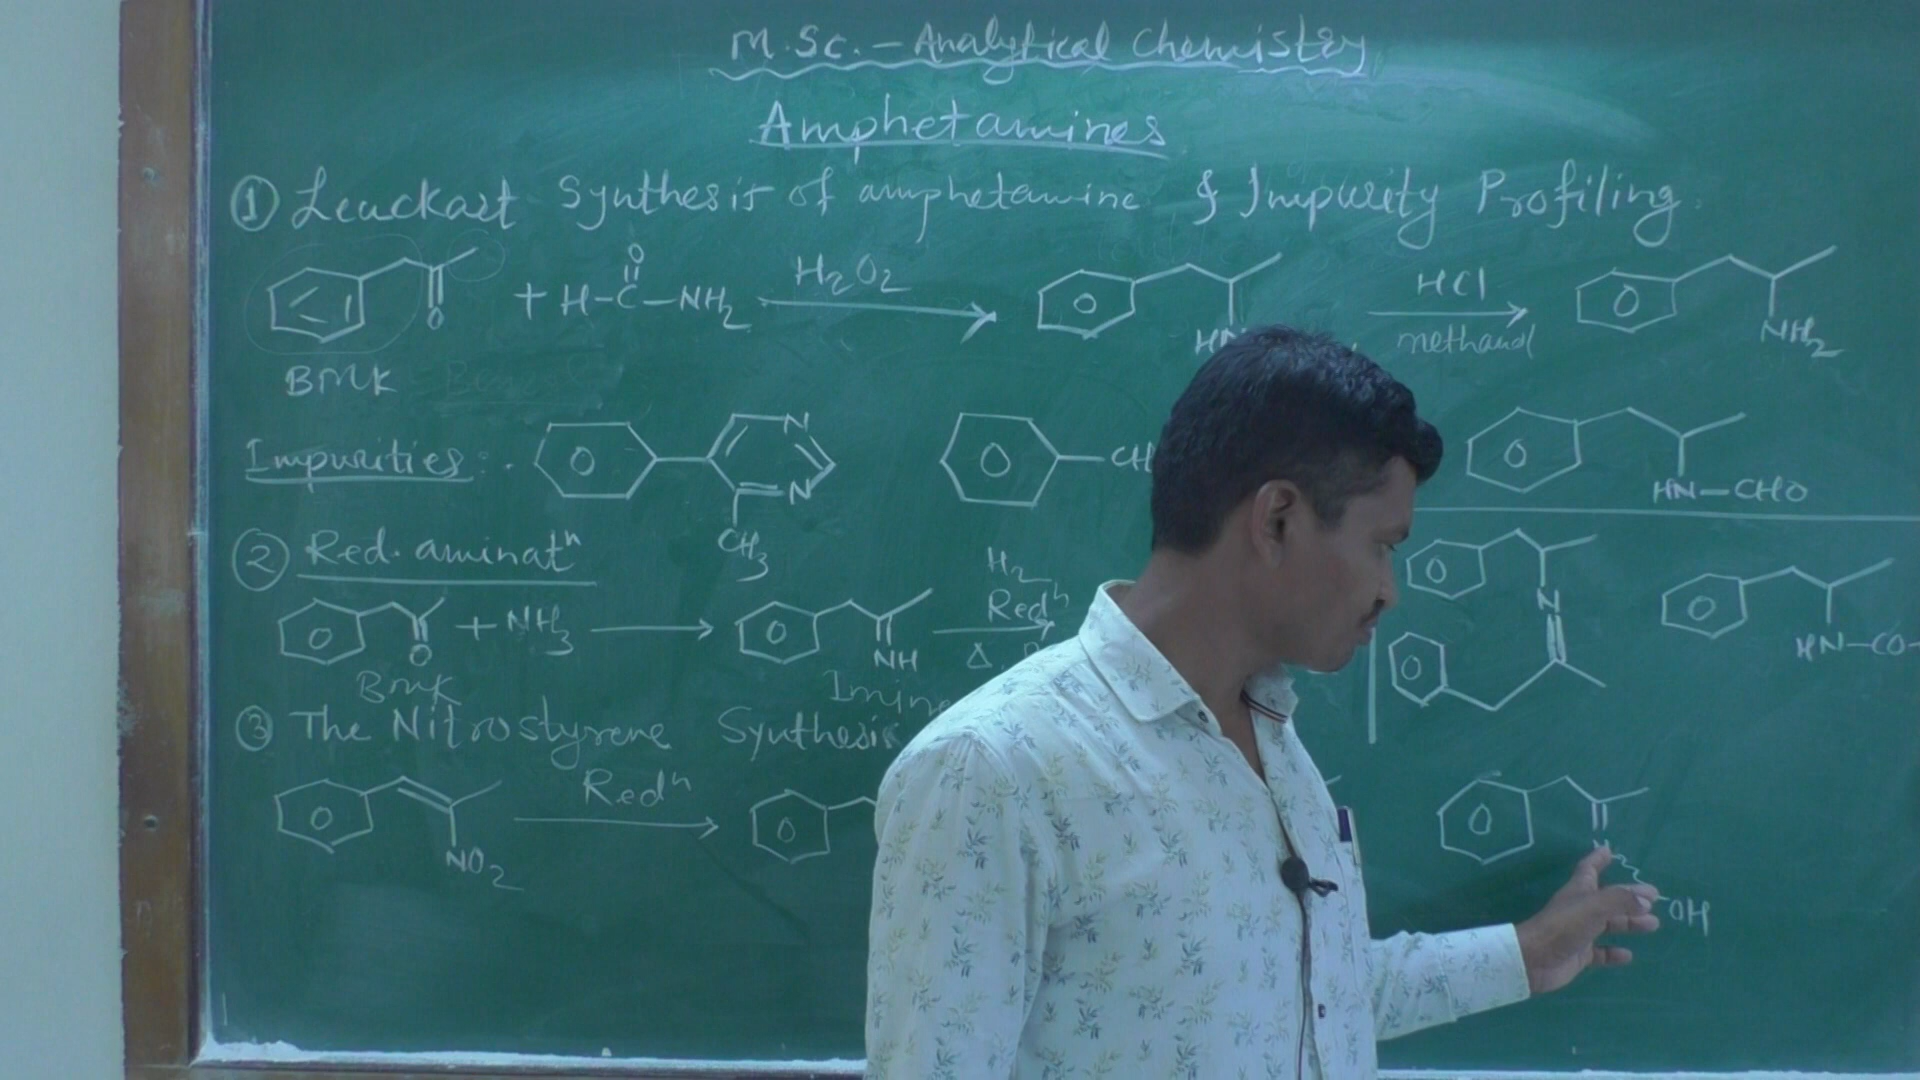 M.Sc. - Analytical Chemistry
Amphetamines
① Leuckart Synthesis of amphetamine & Impurity Profiling.
O + H-C-NH2 H2O2 HN HCl methanol NH2
O
BMK
Impurities: N N CH3 CH HN-CHO
② Red. aminatⁿ
O + NH3 NH H2 Redⁿ Δ N HN-CO-
BMK Imine
③ The Nitrostyrene Synthesis
NO2 Redⁿ OH